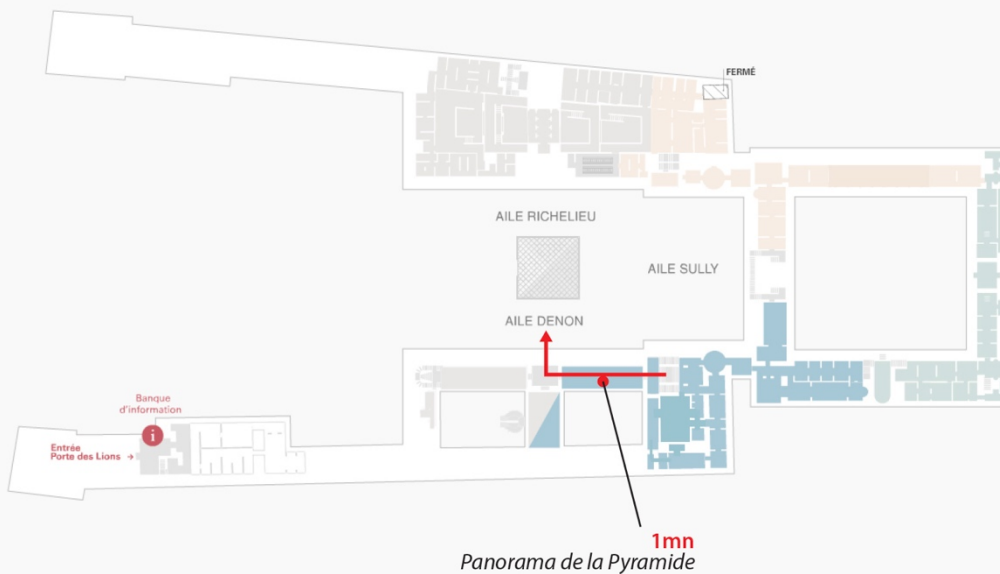 FERMÉ
AILE RICHELIEU
AILE SULLY
AILE DENON
Banque
d'information
i
Entrée
Porte des Lions →
1mn
Panorama de la Pyramide